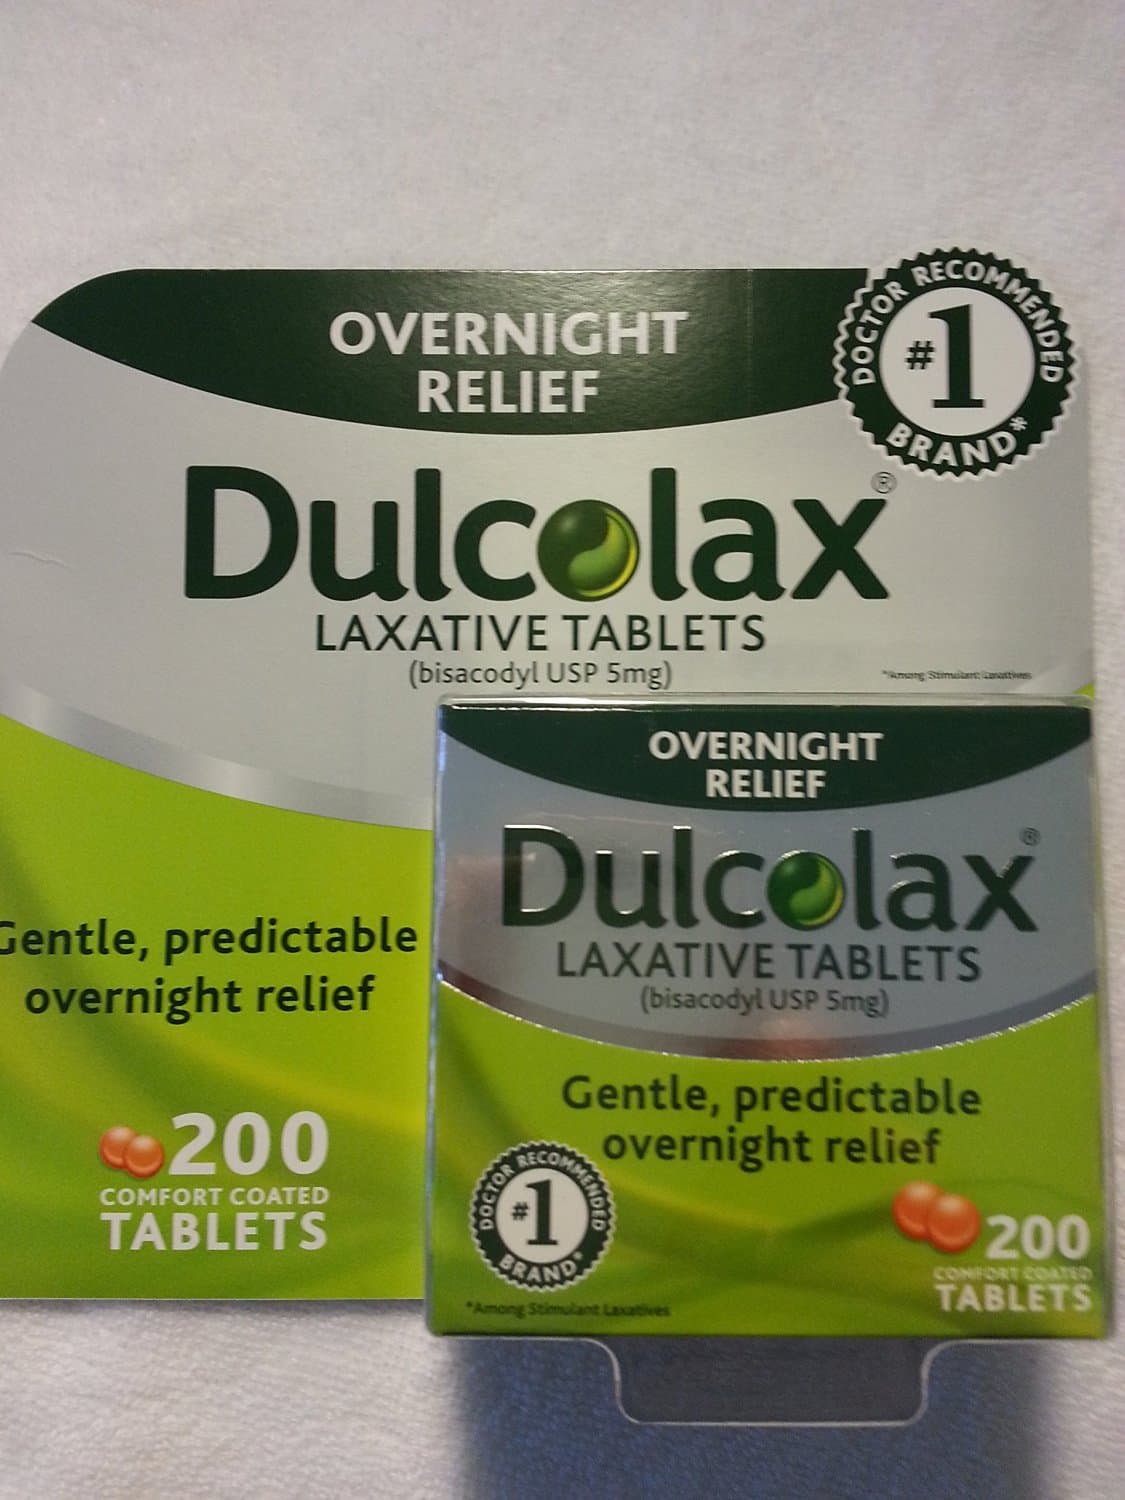 OVERNIGHT
RELIEF
DOCTOR RECOMMENDED
#1
BRAND*
Dulcolax®
LAXATIVE TABLETS
(bisacodyl USP 5mg)
*Among Stimulant Laxatives
Gentle, predictable
overnight relief
200
COMFORT COATED
TABLETS
OVERNIGHT
RELIEF
Dulcolax®
LAXATIVE TABLETS
(bisacodyl USP 5mg)
Gentle, predictable
overnight relief
DOCTOR RECOMMENDED
#1
BRAND*
*Among Stimulant Laxatives
200
COMFORT COATED
TABLETS